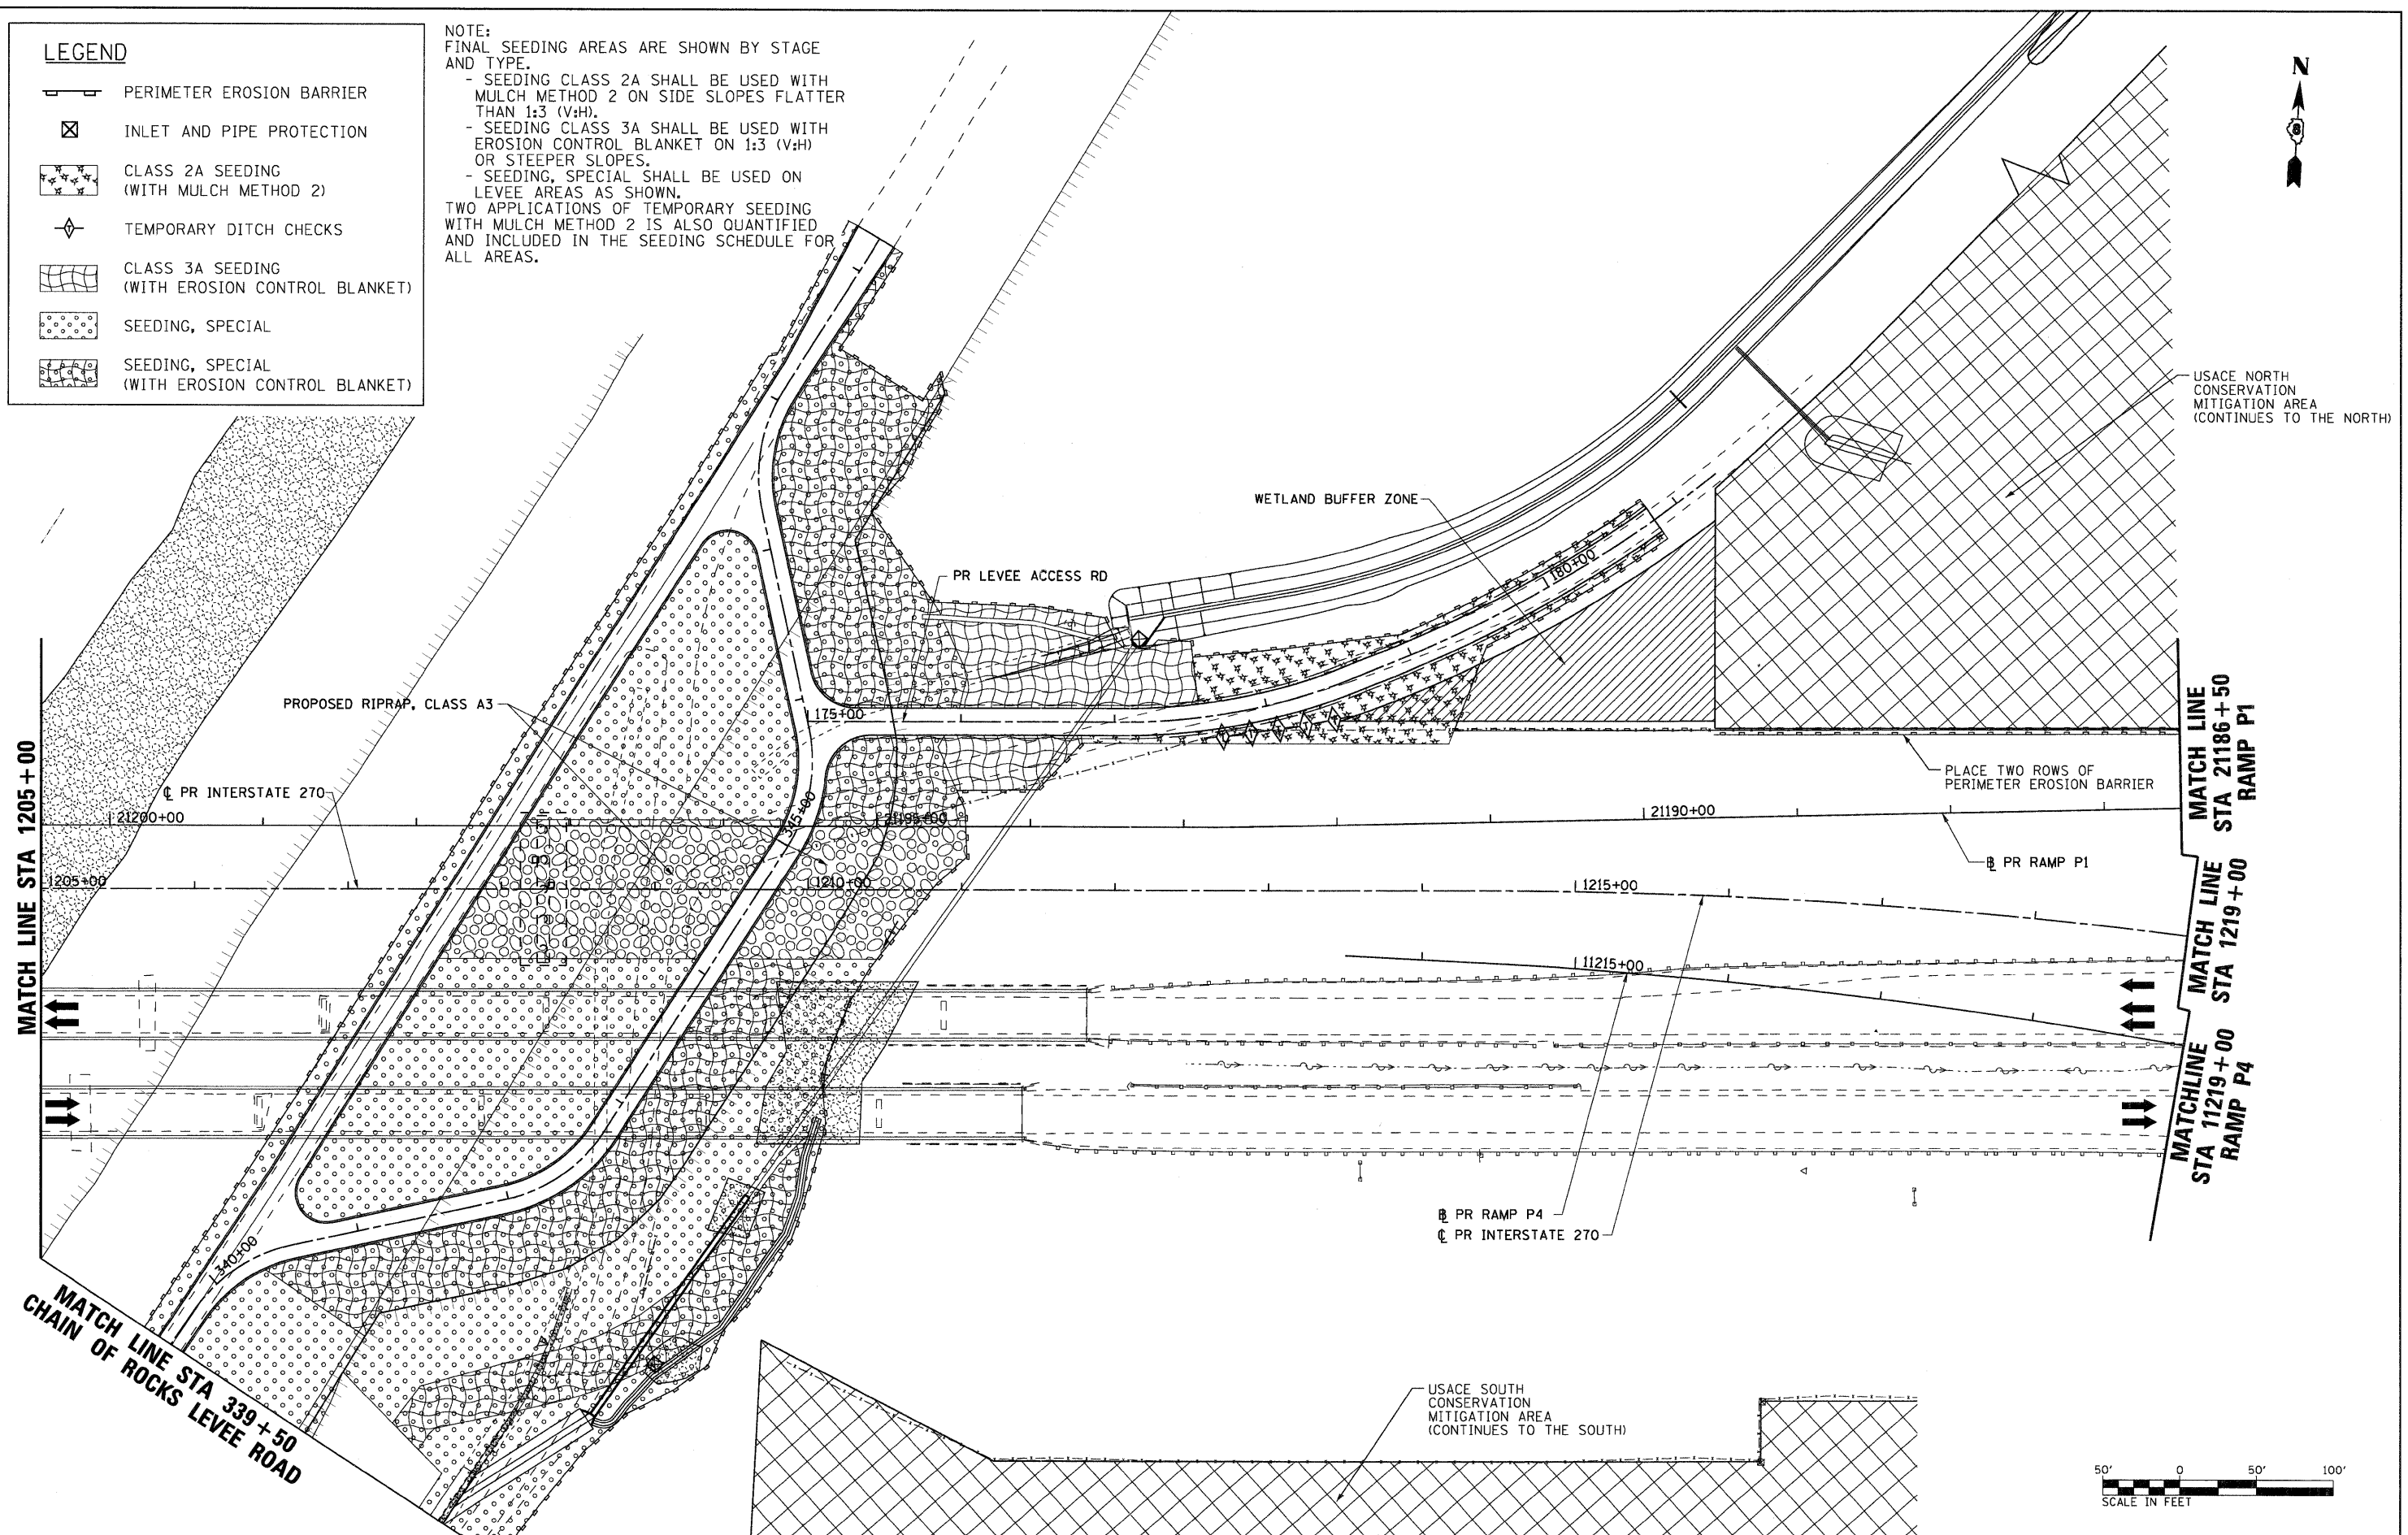 LEGEND
PERIMETER EROSION BARRIER
INLET AND PIPE PROTECTION
CLASS 2A SEEDING
(WITH MULCH METHOD 2)
TEMPORARY DITCH CHECKS
CLASS 3A SEEDING
(WITH EROSION CONTROL BLANKET)
SEEDING, SPECIAL
SEEDING, SPECIAL
(WITH EROSION CONTROL BLANKET)
NOTE:
FINAL SEEDING AREAS ARE SHOWN BY STAGE
AND TYPE.
- SEEDING CLASS 2A SHALL BE USED WITH
MULCH METHOD 2 ON SIDE SLOPES FLATTER
THAN 1:3 (V:H).
- SEEDING CLASS 3A SHALL BE USED WITH
EROSION CONTROL BLANKET ON 1:3 (V:H)
OR STEEPER SLOPES.
- SEEDING, SPECIAL SHALL BE USED ON
LEVEE AREAS AS SHOWN.
TWO APPLICATIONS OF TEMPORARY SEEDING
WITH MULCH METHOD 2 IS ALSO QUANTIFIED
AND INCLUDED IN THE SEEDING SCHEDULE FOR
ALL AREAS.
N
8
USACE NORTH
CONSERVATION
MITIGATION AREA
(CONTINUES TO THE NORTH)
WETLAND BUFFER ZONE
180+00
PR LEVEE ACCESS RD
PROPOSED RIPRAP, CLASS A3
175+00
PLACE TWO ROWS OF
PERIMETER EROSION BARRIER
MATCH LINE
STA 21186+50
RAMP P1
℄ PR INTERSTATE 270
21200+00
345+00
21195+00
21190+00
MATCH LINE STA 1205+00
1205+00
1210+00
1215+00
B PR RAMP P1
MATCH LINE
STA 1219+00
11215+00
MATCHLINE
STA 11219+00
RAMP P4
B PR RAMP P4
℄ PR INTERSTATE 270
340+00
MATCH LINE STA 339+50
CHAIN OF ROCKS LEVEE ROAD
USACE SOUTH
CONSERVATION
MITIGATION AREA
(CONTINUES TO THE SOUTH)
50' 0 50' 100'
SCALE IN FEET